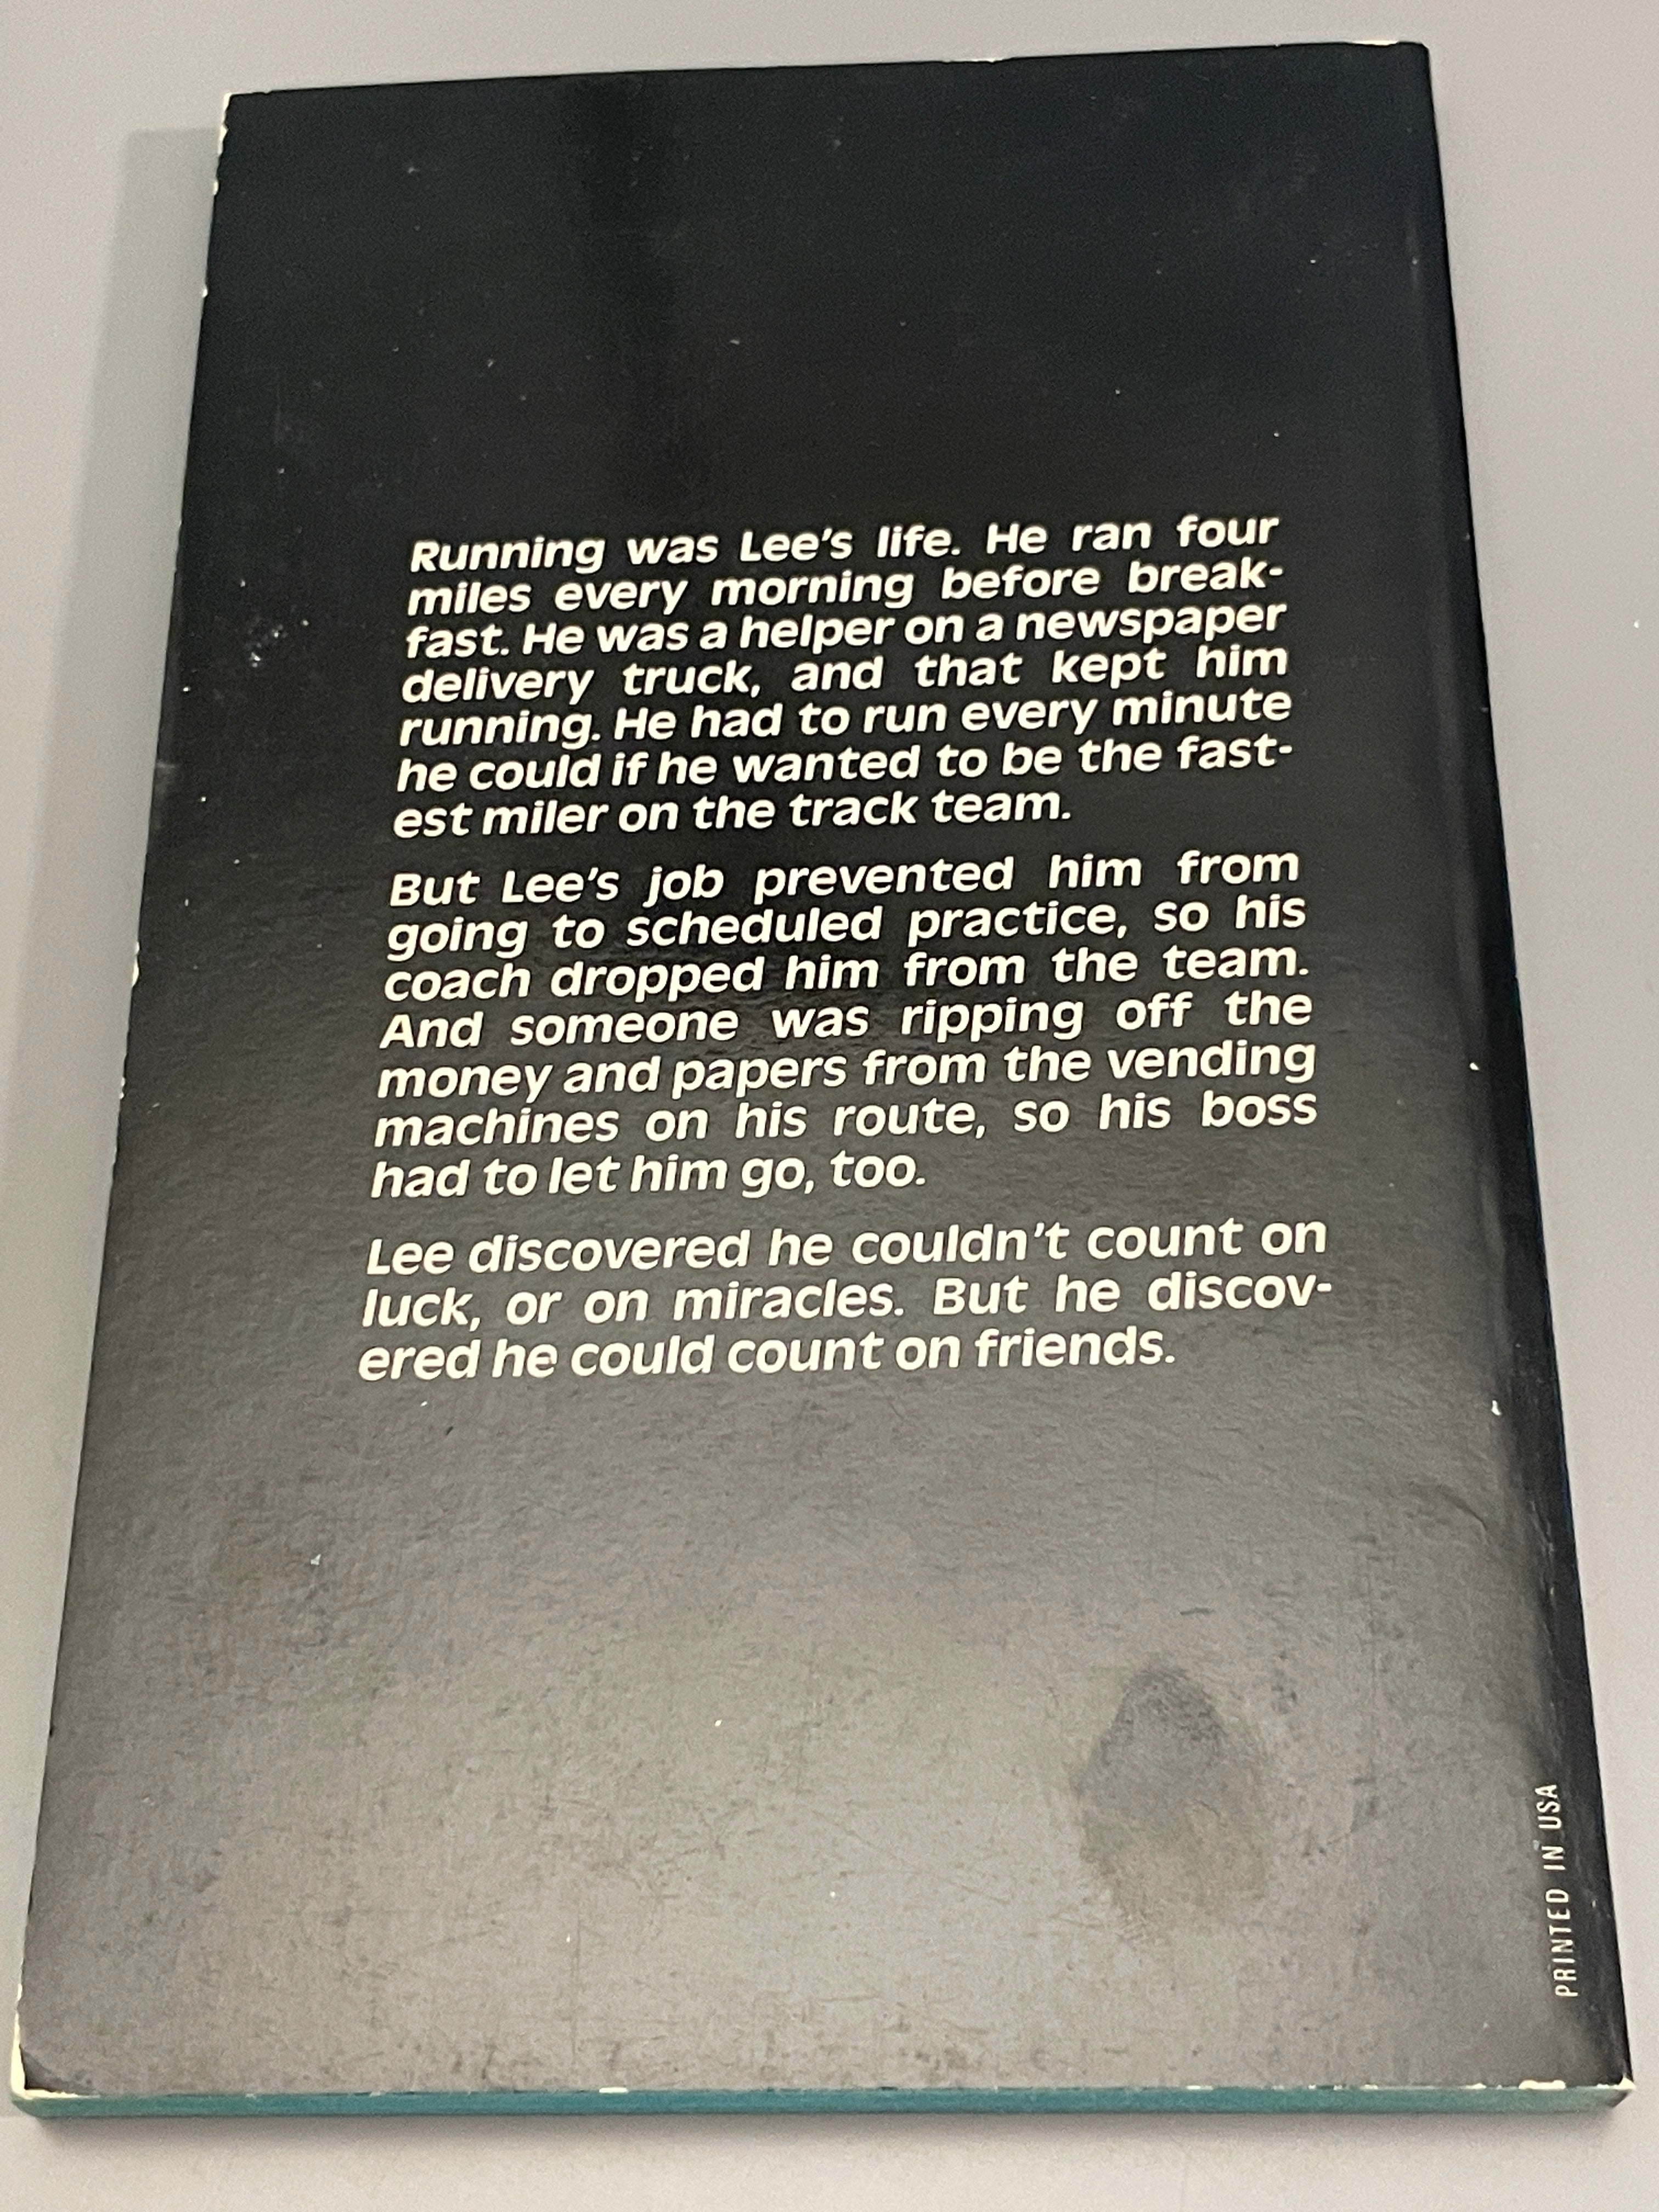 Running was Lee's life. He ran four
miles every morning before break-
fast. He was a helper on a newspaper
delivery truck, and that kept him
running. He had to run every minute
he could if he wanted to be the fast-
est miler on the track team.
But Lee's job prevented him from
going to scheduled practice, so his
coach dropped him from the team.
And someone was ripping off the
money and papers from the vending
machines on his route, so his boss
had to let him go, too.
Lee discovered he couldn't count on
luck, or on miracles. But he discov-
ered he could count on friends.
PRINTED IN USA